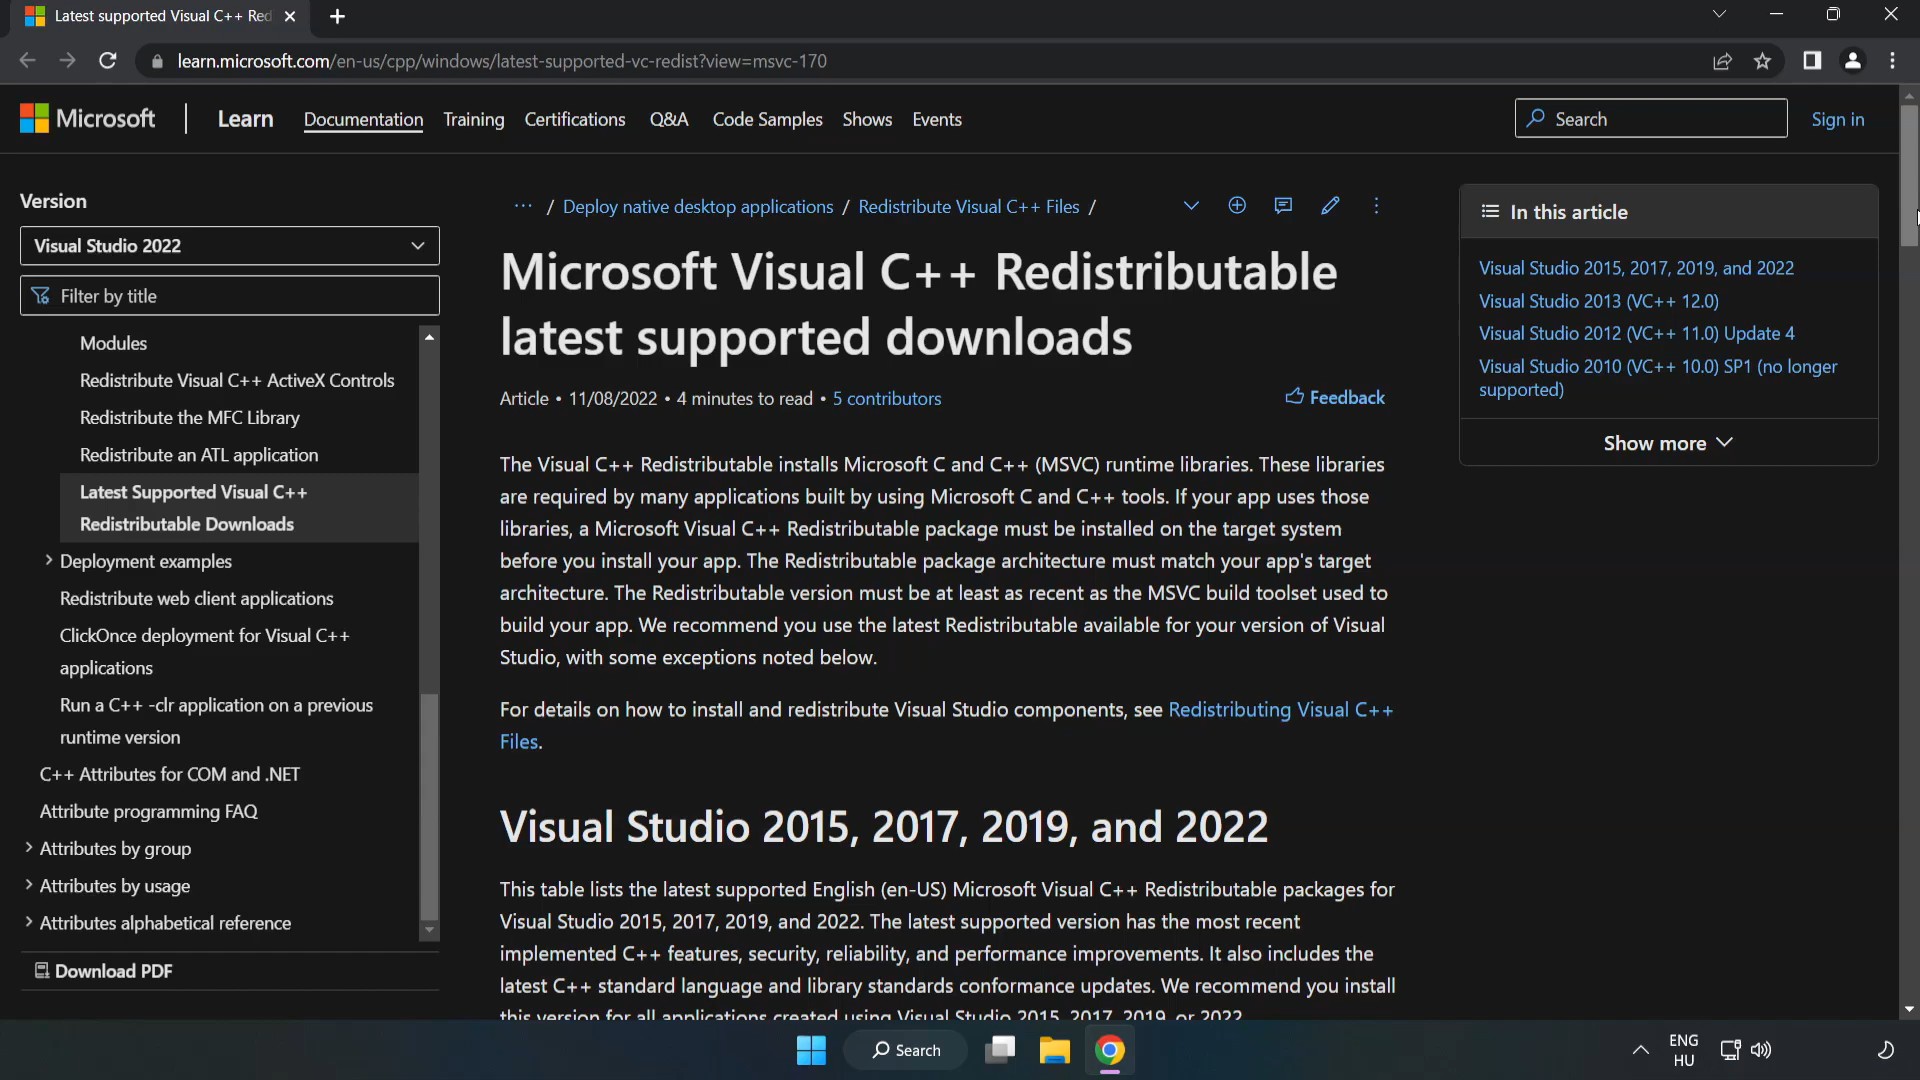 Latest supported Visual C++ Red
learn.microsoft.com/en-us/cpp/windows/latest-supported-vc-redist?view=msvc-170
Microsoft
Learn
Documentation
Training
Certifications
Q&A
Code Samples
Shows
Events
Search
Sign in
Version
Visual Studio 2022
Filter by title
Modules
Redistribute Visual C++ ActiveX Controls
Redistribute the MFC Library
Redistribute an ATL application
Latest Supported Visual C++
Redistributable Downloads
Deployment examples
Redistribute web client applications
ClickOnce deployment for Visual C++
applications
Run a C++ -clr application on a previous
runtime version
C++ Attributes for COM and .NET
Attribute programming FAQ
Attributes by group
Attributes by usage
Attributes alphabetical reference
Download PDF
··· / Deploy native desktop applications / Redistribute Visual C++ Files /
Microsoft Visual C++ Redistributable
latest supported downloads
Article • 11/08/2022 • 4 minutes to read • 5 contributors
Feedback
The Visual C++ Redistributable installs Microsoft C and C++ (MSVC) runtime libraries. These libraries
are required by many applications built by using Microsoft C and C++ tools. If your app uses those
libraries, a Microsoft Visual C++ Redistributable package must be installed on the target system
before you install your app. The Redistributable package architecture must match your app's target
architecture. The Redistributable version must be at least as recent as the MSVC build toolset used to
build your app. We recommend you use the latest Redistributable available for your version of Visual
Studio, with some exceptions noted below.
For details on how to install and redistribute Visual Studio components, see Redistributing Visual C++
Files.
Visual Studio 2015, 2017, 2019, and 2022
This table lists the latest supported English (en-US) Microsoft Visual C++ Redistributable packages for
Visual Studio 2015, 2017, 2019, and 2022. The latest supported version has the most recent
implemented C++ features, security, reliability, and performance improvements. It also includes the
latest C++ standard language and library standards conformance updates. We recommend you install
this version for all applications created using Visual Studio 2015, 2017, 2019, or 2022.
In this article
Visual Studio 2015, 2017, 2019, and 2022
Visual Studio 2013 (VC++ 12.0)
Visual Studio 2012 (VC++ 11.0) Update 4
Visual Studio 2010 (VC++ 10.0) SP1 (no longer
supported)
Show more
Search
ENG
HU